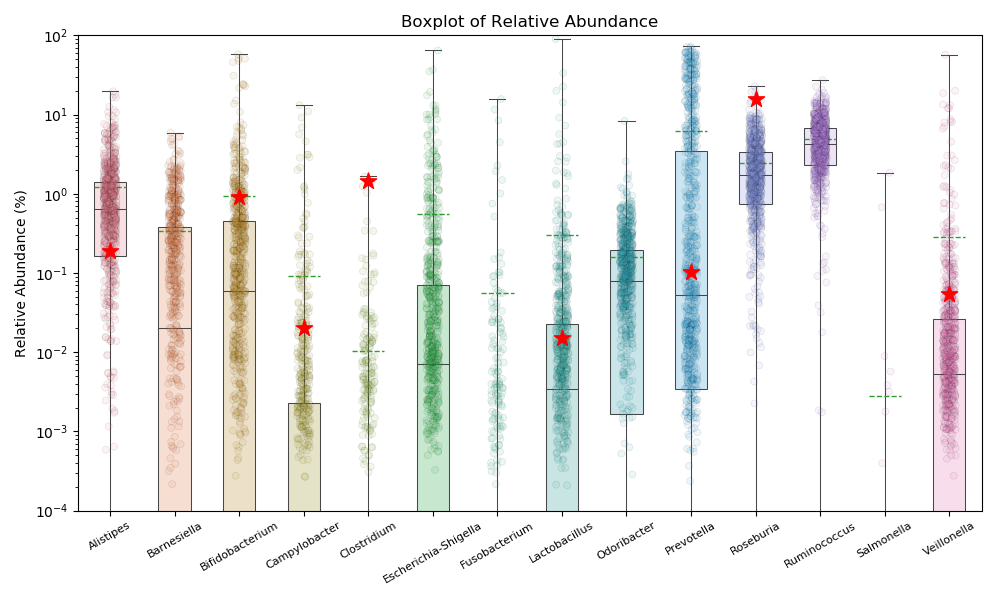 Boxplot of Relative Abundance
Relative Abundance (%)
10²
10¹
10⁰
10⁻¹
10⁻²
10⁻³
10⁻⁴
Alistipes
Barnesiella
Bifidobacterium
Campylobacter
Clostridium
Escherichia-Shigella
Fusobacterium
Lactobacillus
Odoribacter
Prevotella
Roseburia
Ruminococcus
Salmonella
Veillonella